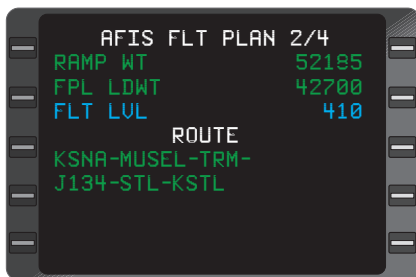 AFIS FLT PLAN 2/4
RAMP WT 52185
FPL LDWT 42700
FLT LVL 410
ROUTE
KSNA-MUSEL-TRM-
J134-STL-KSTL